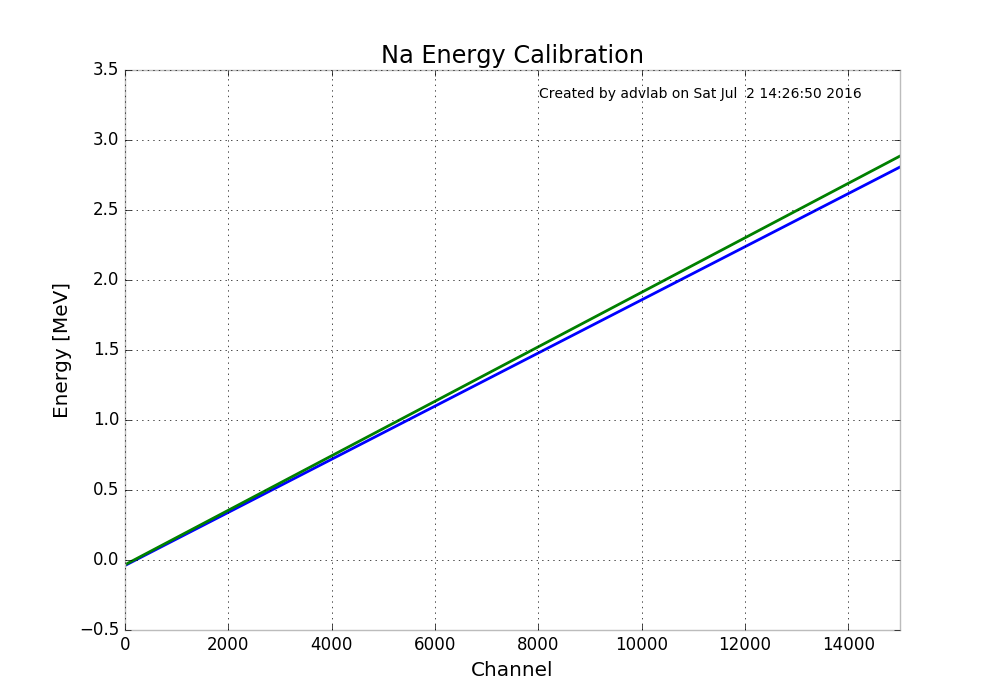 Na Energy Calibration
Created by advlab on Sat Jul  2 14:26:50 2016
3.5
3.0
2.5
2.0
1.5
1.0
0.5
0.0
−0.5
Energy [MeV]
0 2000 4000 6000 8000 10000 12000 14000
Channel